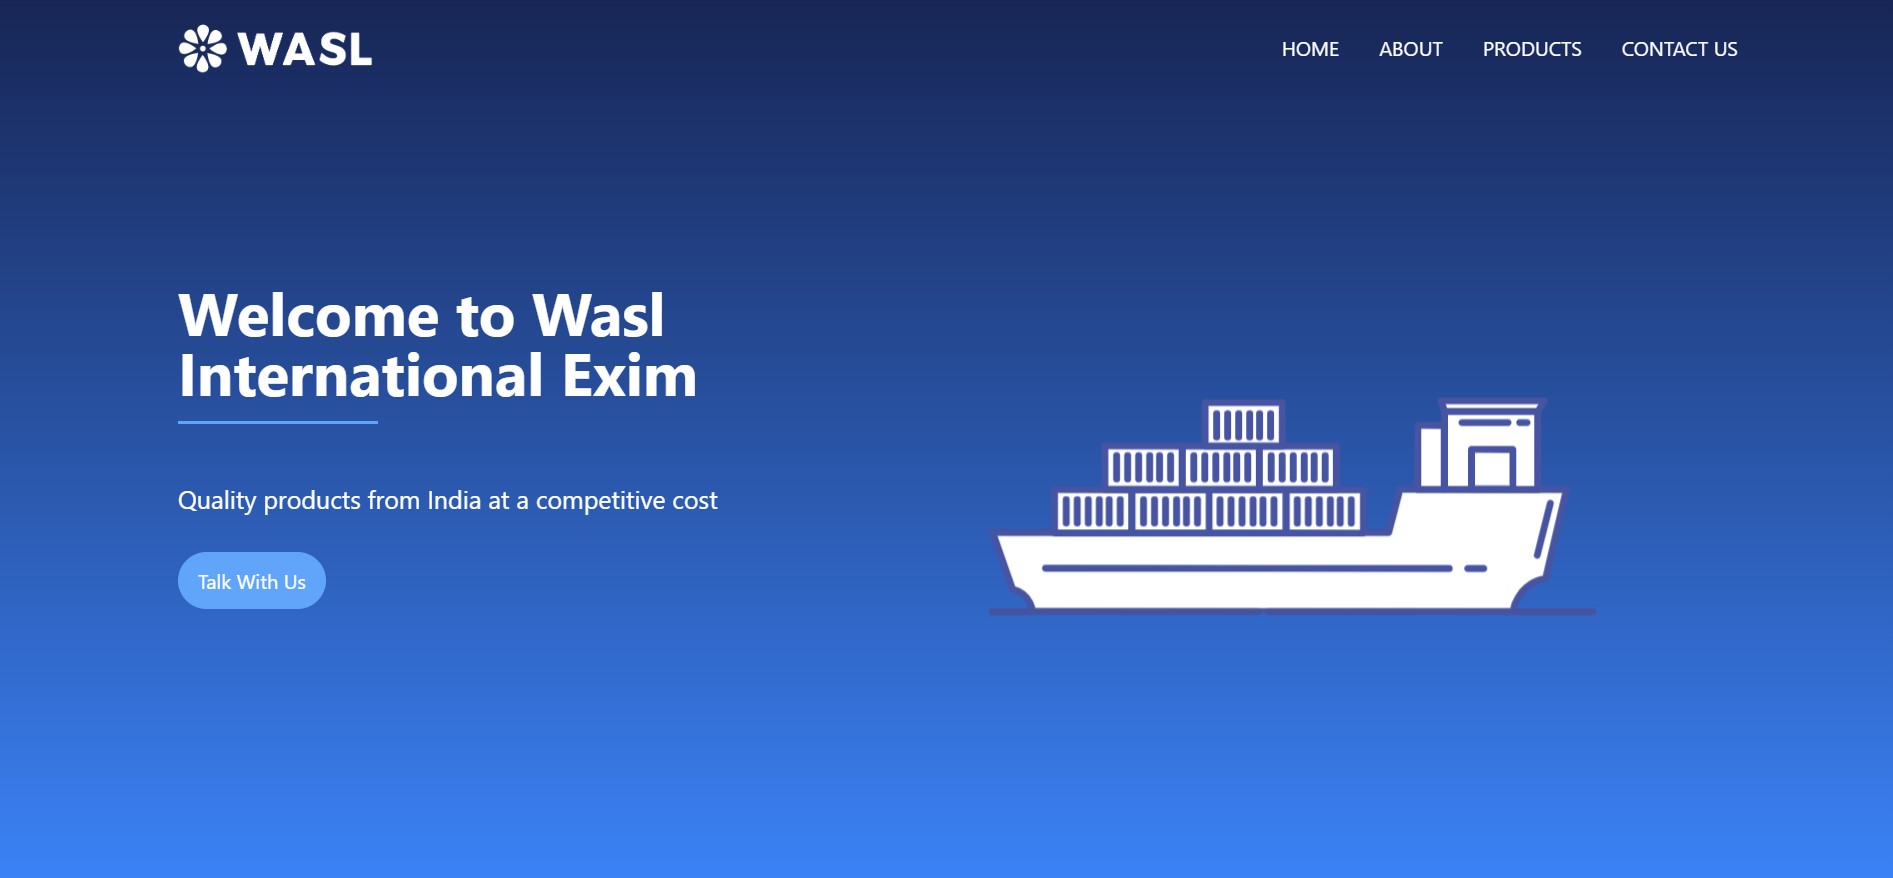 WASL
HOME ABOUT PRODUCTS CONTACT US
Welcome to Wasl
International Exim
Quality products from India at a competitive cost
Talk With Us